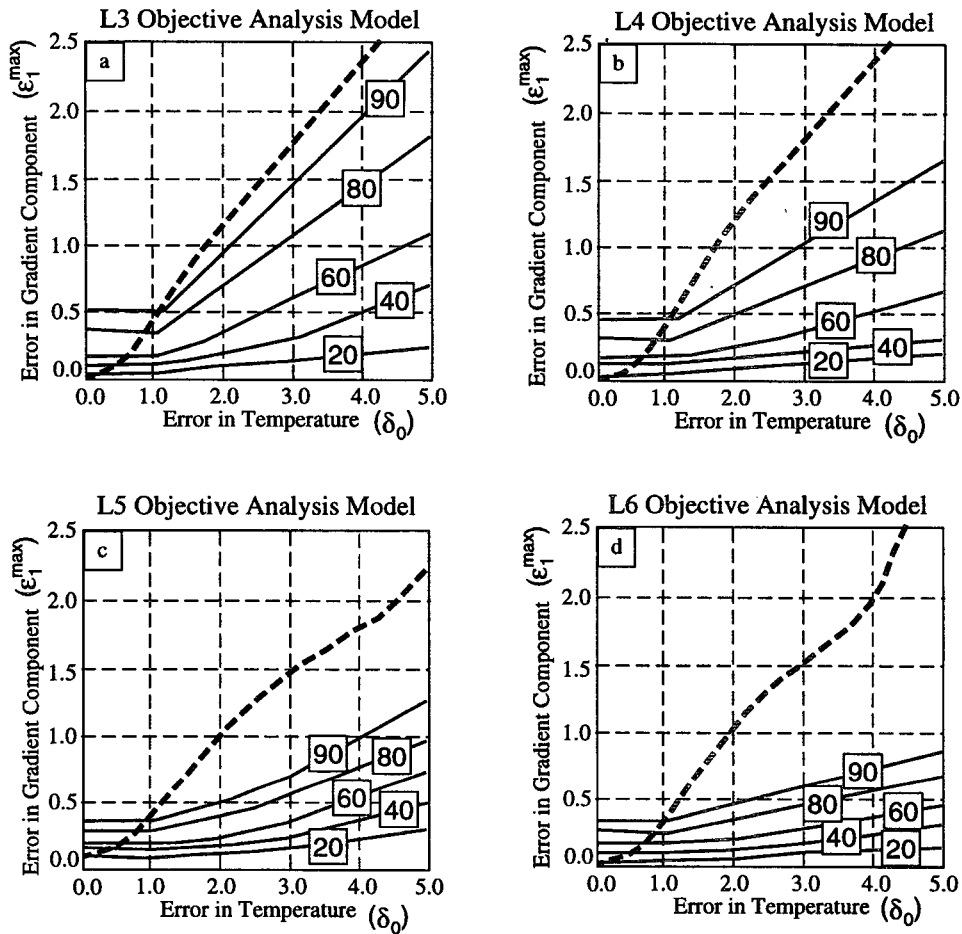 L3 Objective Analysis Model
a
Error in Gradient Component (ε₁ᵐᵃˣ)
2.5
2.0
1.5
1.0
0.5
0.0
90
80
60
40
20
0.0 1.0 2.0 3.0 4.0 5.0
Error in Temperature (δ₀)
L4 Objective Analysis Model
b
Error in Gradient Component (ε₁ᵐᵃˣ)
2.5
2.0
1.5
1.0
0.5
0.0
90
80
60
40
20
0.0 1.0 2.0 3.0 4.0 5.0
Error in Temperature (δ₀)
L5 Objective Analysis Model
c
Error in Gradient Component (ε₁ᵐᵃˣ)
2.5
2.0
1.5
1.0
0.5
0.0
90
80
60
40
20
0.0 1.0 2.0 3.0 4.0 5.0
Error in Temperature (δ₀)
L6 Objective Analysis Model
d
Error in Gradient Component (ε₁ᵐᵃˣ)
2.5
2.0
1.5
1.0
0.5
0.0
90
80
60
40
20
0.0 1.0 2.0 3.0 4.0 5.0
Error in Temperature (δ₀)